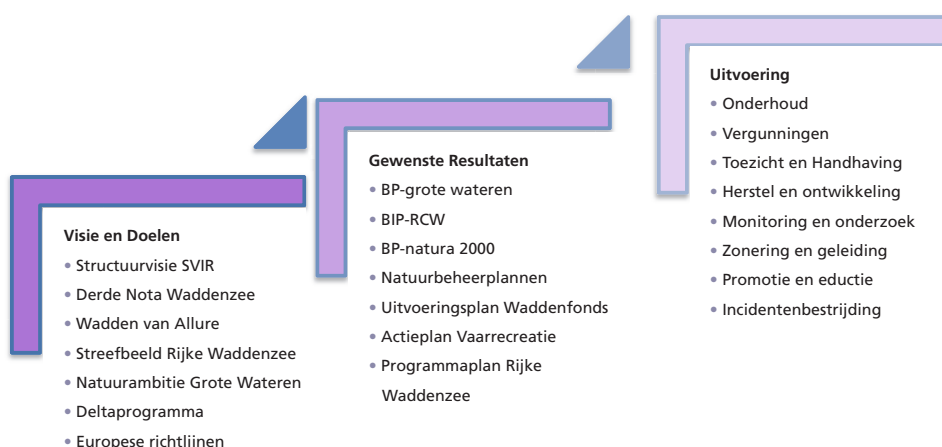 Visie en Doelen
• Structuurvisie SVIR
• Derde Nota Waddenzee
• Wadden van Allure
• Streefbeeld Rijke Waddenzee
• Natuurambitie Grote Wateren
• Deltaprogramma
• Europese richtlijnen
Gewenste Resultaten
• BP-grote wateren
• BIP-RCW
• BP-natura 2000
• Natuurbeheerplannen
• Uitvoeringsplan Waddenfonds
• Actieplan Vaarrecreatie
• Programmaplan Rijke
Waddenzee
Uitvoering
• Onderhoud
• Vergunningen
• Toezicht en Handhaving
• Herstel en ontwikkeling
• Monitoring en onderzoek
• Zonering en geleiding
• Promotie en eductie
• Incidentenbestrijding